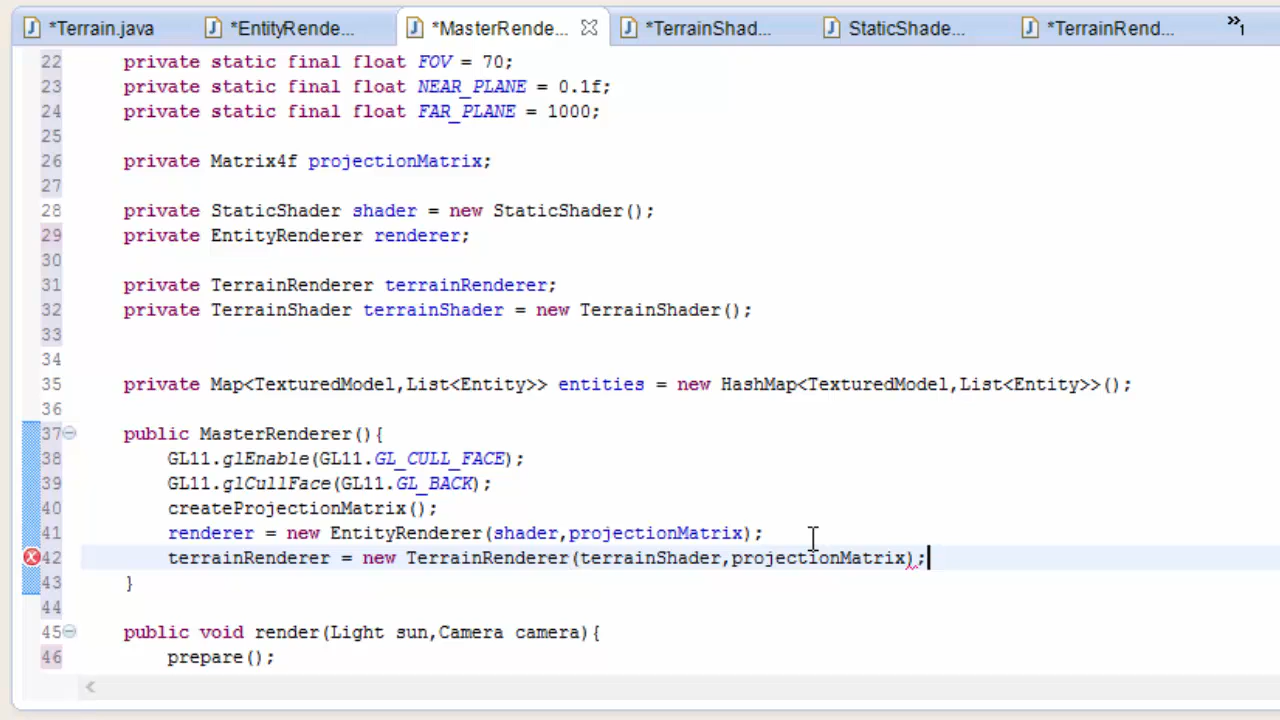 *Terrain.java *EntityRende... *MasterRende... *TerrainShad... StaticShade... *TerrainRend... »1
22 private static final float FOV = 70;
23 private static final float NEAR_PLANE = 0.1f;
24 private static final float FAR_PLANE = 1000;
25
26 private Matrix4f projectionMatrix;
27
28 private StaticShader shader = new StaticShader();
29 private EntityRenderer renderer;
30
31 private TerrainRenderer terrainRenderer;
32 private TerrainShader terrainShader = new TerrainShader();
33
34
35 private Map<TexturedModel,List<Entity>> entities = new HashMap<TexturedModel,List<Entity>>();
36
37 public MasterRenderer(){
38 GL11.glEnable(GL11.GL_CULL_FACE);
39 GL11.glCullFace(GL11.GL_BACK);
40 createProjectionMatrix();
41 renderer = new EntityRenderer(shader,projectionMatrix);
42 terrainRenderer = new TerrainRenderer(terrainShader,projectionMatrix);
43 }
44
45 public void render(Light sun,Camera camera){
46 prepare();